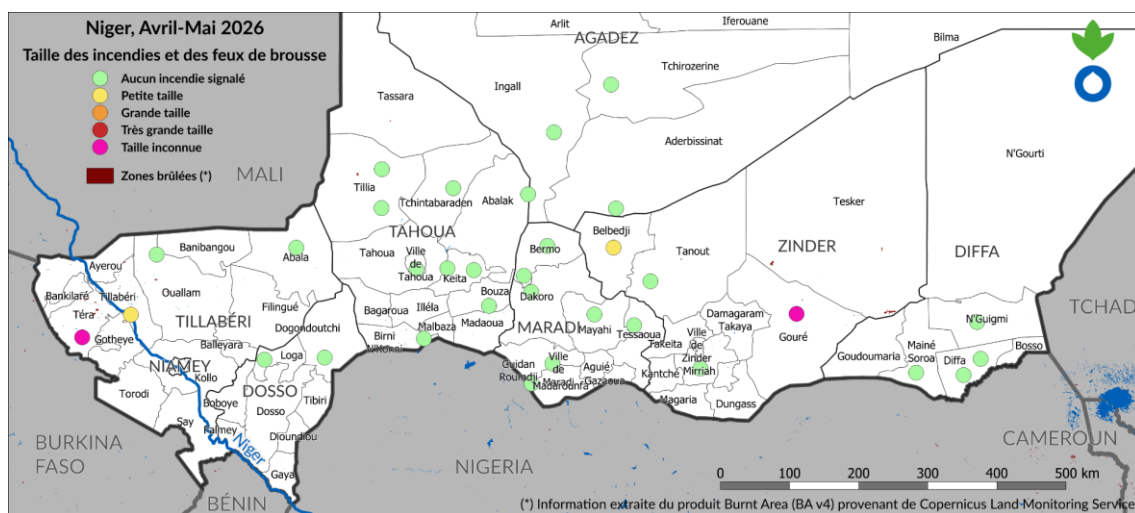 Niger, Avril-Mai 2026
Taille des incendies et des feux de brousse
Aucun incendie signalé
Petite taille
Grande taille
Très grande taille
Taille inconnue
Zones brûlées (*)
Arlit
Iferouane
AGADEZ
Bilma
Tchirozerine
Ingall
Tassara
Aderbissinat
N'Gourti
MALI
Tillia
Tchintabaraden
Abalak
Tesker
TAHOUA
Belbedji
Tanout
ZINDER
DIFFA
Banibangou
Abala
Tahoua
Ville
de
Tahoua
Keita
Bermo
Ayerou
Ouallam
Bankilaré
Tillabéri
Téra
Filingué
Bagaroua
Illéla
Bouza
Dakoro
TCHAD
TILLABÉRI
Dogondoutchi
Malbaza
Madaoua
MARADI
Mayahi
Tessaoua
Damagaram
Takaya
N'Guigmi
Gotheye
Balleyara
Birni
N'Konni
Takeita
Ville
de
Zinder
Gouré
Goudoumaria
Mainé
Soroa
Diffa
Bosso
NIAMEY
Kollo
Loga
Guidan
Roumdji
Ville
de
Maradi
Madarounfa
Aguié
Gazaoua
Kantché
Mirriah
Torodi
Boboye
DOSSO
Tibiri
Magaria
Dungass
Say
Falmey
Dosso
Dioundiou
Niger
Gaya
BURKINA
FASO
BÉNIN
NIGERIA
CAMEROUN
0 100 200 300 400 500 km
(*) Information extraite du produit Burnt Area (BA v4) provenant de Copernicus Land Monitoring Service